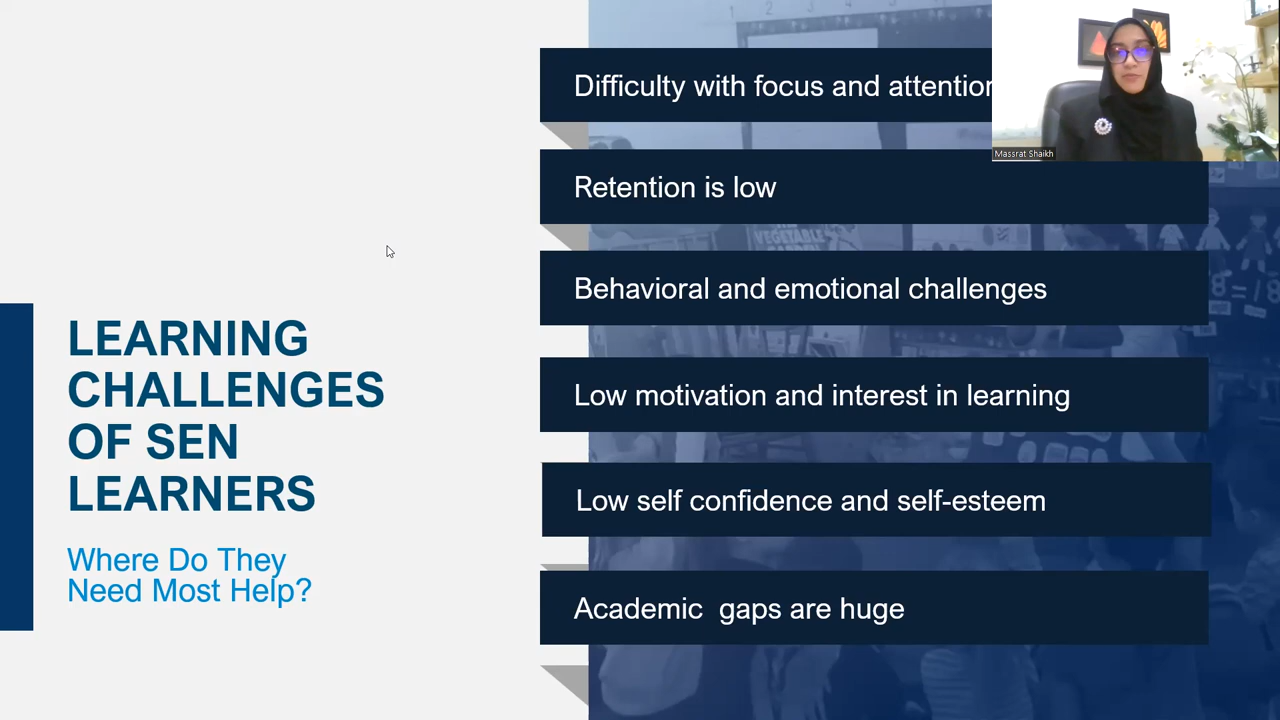 LEARNING
CHALLENGES
OF SEN
LEARNERS
Where Do They
Need Most Help?
Difficulty with focus and attention
Retention is low
Behavioral and emotional challenges
Low motivation and interest in learning
Low self confidence and self-esteem
Academic gaps are huge
Massrat Shaikh
VEGETABLE